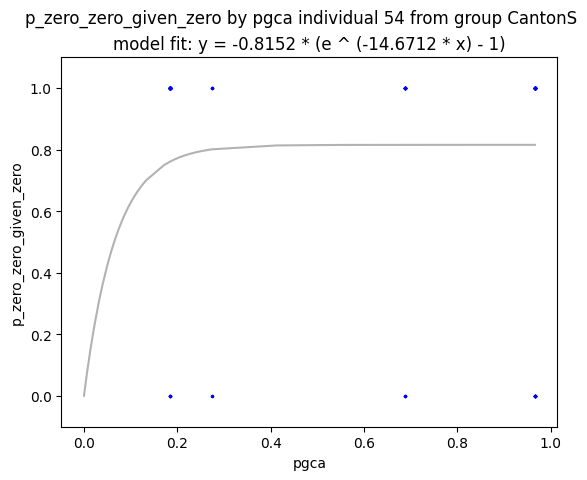 p_zero_zero_given_zero by pgca individual 54 from group CantonS
model fit: y = -0.8152 * (e ^ (-14.6712 * x) - 1)
1.0
0.8
0.6
0.4
0.2
0.0
p_zero_zero_given_zero
0.0 0.2 0.4 0.6 0.8 1.0
pgca